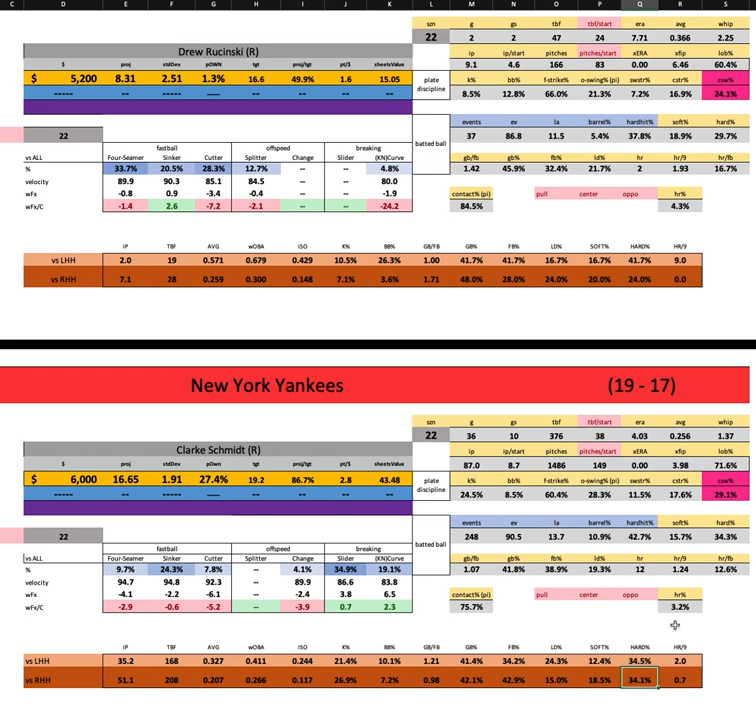 C D E F G H I J K L M N O P Q R S
szn g gs tbf tbf/start era avg whip
22 2 2 47 24 7.71 0.366 2.25
Drew Rucinski (R)
ip ip/start pitches pitches/start xERA xfip lob%
9.1 4.6 166 83 0.00 6.46 60.4%
$ proj stdDev pOWN tgt proj/tgt pt/$ sheetsValue
$ 5,200 8.31 2.51 1.3% 16.6 49.9% 1.6 15.05
plate discipline
k% bb% f-strike% o-swing% (pi) swstr% cstr% csw%
8.5% 12.8% 66.0% 21.3% 7.2% 16.9% 24.1%
----- -- -- ---- -- -- -- --
events ev la barrel% hardhit% soft% hard%
22
batted ball
37 86.8 11.5 5.4% 37.8% 18.9% 29.7%
fastball offspeed breaking
vs ALL Four-Seamer Sinker Cutter Splitter Change Slider (KN)Curve
gb/fb gb% fb% ld% hr hr/9 hr/fb
% 33.7% 20.5% 28.3% 12.7% -- -- 4.8%
1.42 45.9% 32.4% 21.7% 2 1.93 16.7%
velocity 89.9 90.3 85.1 84.5 -- -- 80.0
wFx -0.8 0.9 -3.4 -0.4 -- -- -1.9
contact% (pi) pull center oppo hr%
wFx/C -1.4 2.6 -7.2 -2.1 -- -- -24.2
84.5% 4.3%
IP TBF AVG wOBA ISO K% BB% GB/FB GB% FB% LD% SOFT% HARD% HR/9
vs LHH 2.0 19 0.571 0.679 0.429 10.5% 26.3% 1.00 41.7% 41.7% 16.7% 16.7% 41.7% 9.0
vs RHH 7.1 28 0.259 0.300 0.148 7.1% 3.6% 1.71 48.0% 28.0% 24.0% 20.0% 24.0% 0.0
New York Yankees (19 - 17)
szn g gs tbf tbf/start era avg whip
22 36 10 376 38 4.03 0.256 1.37
Clarke Schmidt (R)
ip ip/start pitches pitches/start xERA xfip lob%
87.0 8.7 1486 149 0.00 3.98 71.6%
$ proj stdDev pOwn tgt proj/tgt pt/$ sheetsValue
$ 6,000 16.65 1.91 27.4% 19.2 86.7% 2.8 43.48
plate discipline
k% bb% f-strike% o-swing% (pi) swstr% cstr% csw%
24.5% 8.5% 60.4% 28.3% 11.5% 17.6% 29.1%
----- -- -- ---- -- -- -- --
events ev la barrel% hardhit% soft% hard%
22
batted ball
248 90.5 13.7 10.9% 42.7% 15.7% 34.3%
fastball offspeed breaking
vs ALL Four-Seamer Sinker Cutter Splitter Change Slider (KN)Curve
gb/fb gb% fb% ld% hr hr/9 hr/fb
% 9.7% 24.3% 7.8% -- 4.1% 34.9% 19.1%
1.07 41.8% 38.9% 19.3% 12 1.24 12.6%
velocity 94.7 94.8 92.3 -- 89.9 86.6 83.8
wFx -4.1 -2.2 -6.1 -- -2.4 3.8 6.5
contact% (pi) pull center oppo hr%
wFx/C -2.9 -0.6 -5.2 -- -3.9 0.7 2.3
75.7% 3.2%
IP TBF AVG wOBA ISO K% BB% GB/FB GB% FB% LD% SOFT% HARD% HR/9
vs LHH 35.2 168 0.327 0.411 0.244 21.4% 10.1% 1.21 41.4% 34.2% 24.3% 12.4% 34.5% 2.0
vs RHH 51.1 208 0.207 0.266 0.117 26.9% 7.2% 0.98 42.1% 42.9% 15.0% 18.5% 34.1% 0.7